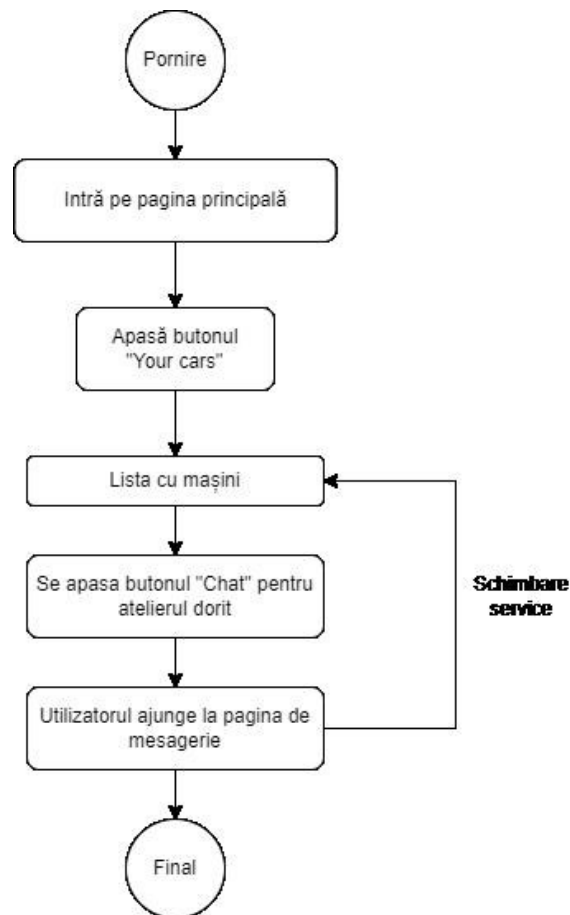 Pornire
Intră pe pagina principală
Apasă butonul
"Your cars"
Lista cu mașini
Se apasa butonul "Chat" pentru
atelierul dorit
Schimbare
service
Utilizatorul ajunge la pagina de
mesagerie
Final